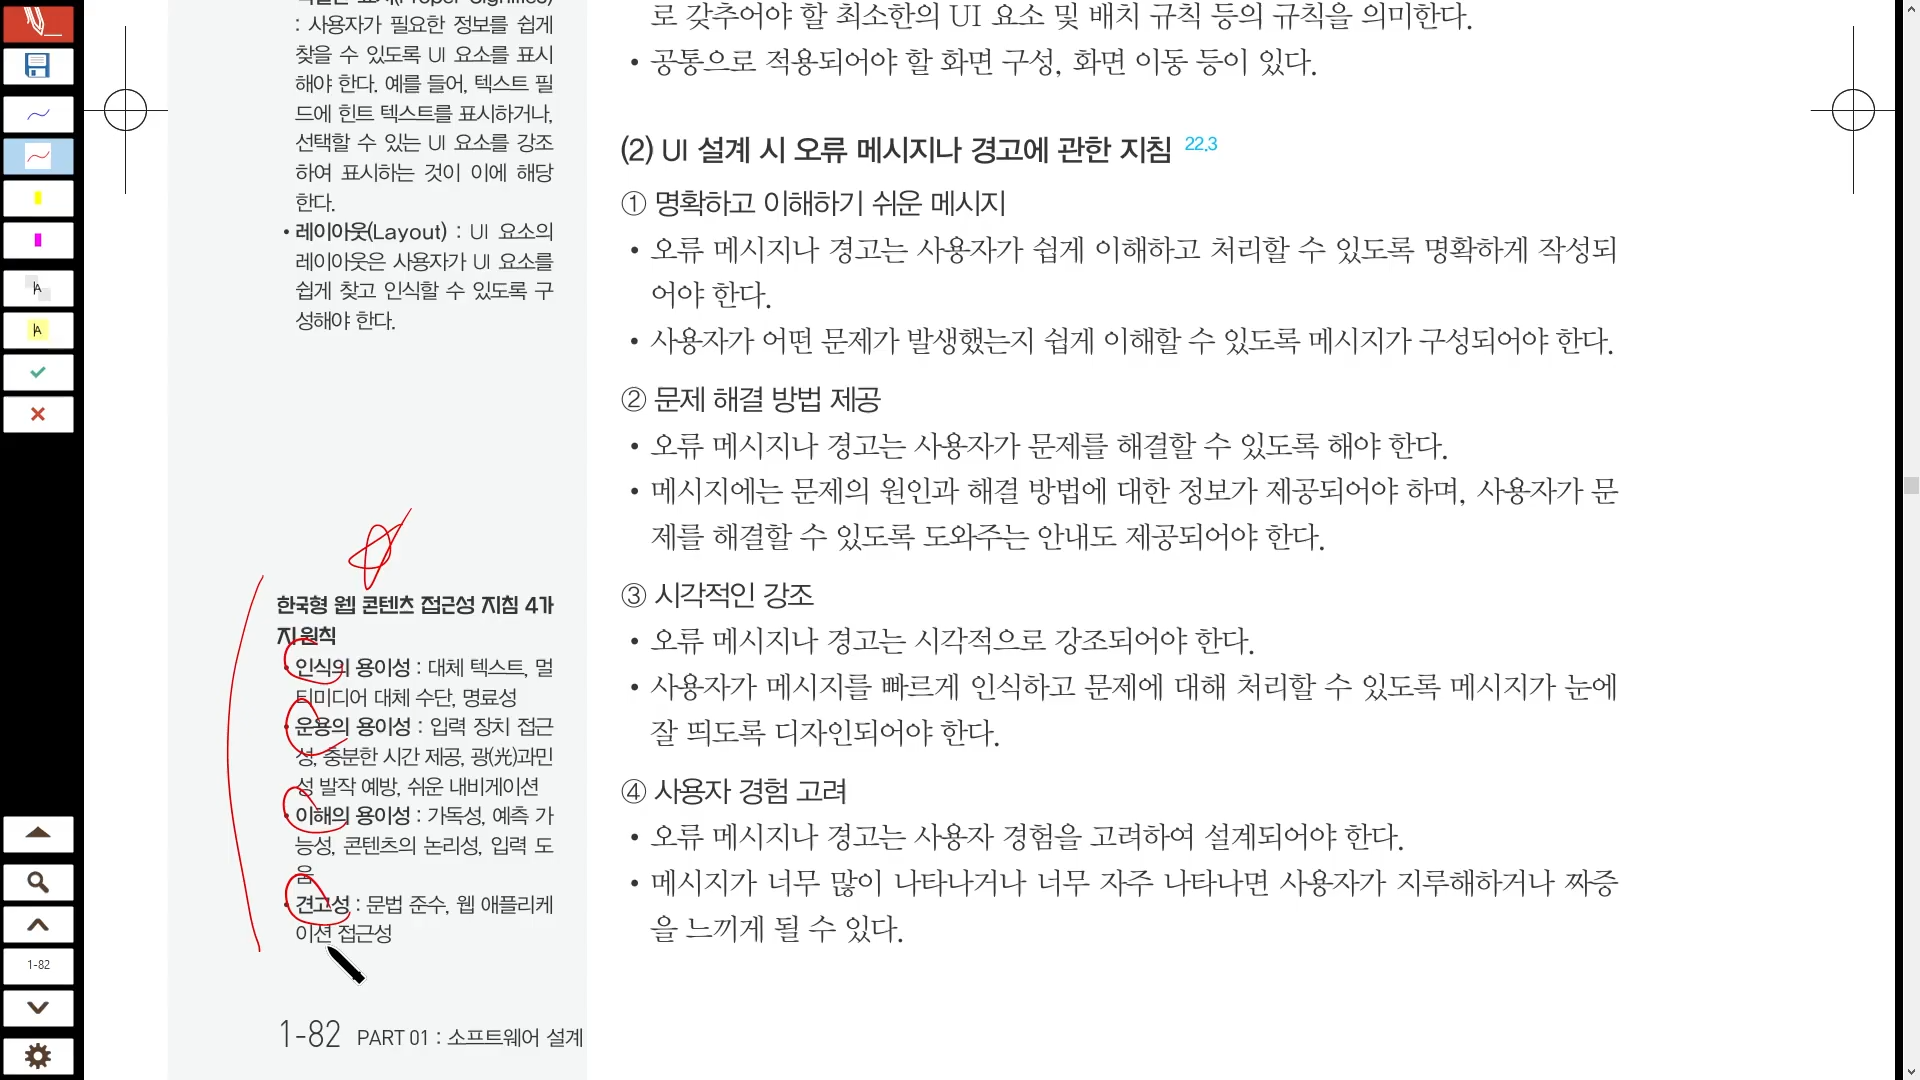 : 사용자가 필요한 정보를 쉽게
찾을 수 있도록 UI 요소를 표시
해야 한다. 예를 들어, 텍스트 필
드에 힌트 텍스트를 표시하거나,
선택할 수 있는 UI 요소를 강조
하여 표시하는 것이 이에 해당
한다.
• 레이아웃(Layout) : UI 요소의
레이아웃은 사용자가 UI 요소를
쉽게 찾고 인식할 수 있도록 구
성해야 한다.
한국형 웹 콘텐츠 접근성 지침 4가
지 원칙
• 인식의 용이성 : 대체 텍스트, 멀
티미디어 대체 수단, 명료성
• 운용의 용이성 : 입력 장치 접근
성, 충분한 시간 제공, 광(光)과민
성 발작 예방, 쉬운 내비게이션
• 이해의 용이성 : 가독성, 예측 가
능성, 콘텐츠의 논리성, 입력 도
움
• 견고성 : 문법 준수, 웹 애플리케
이션 접근성
로 갖추어야 할 최소한의 UI 요소 및 배치 규칙 등의 규칙을 의미한다.
• 공통으로 적용되어야 할 화면 구성, 화면 이동 등이 있다.
(2) UI 설계 시 오류 메시지나 경고에 관한 지침 22.3
① 명확하고 이해하기 쉬운 메시지
• 오류 메시지나 경고는 사용자가 쉽게 이해하고 처리할 수 있도록 명확하게 작성되
어야 한다.
• 사용자가 어떤 문제가 발생했는지 쉽게 이해할 수 있도록 메시지가 구성되어야 한다.
② 문제 해결 방법 제공
• 오류 메시지나 경고는 사용자가 문제를 해결할 수 있도록 해야 한다.
• 메시지에는 문제의 원인과 해결 방법에 대한 정보가 제공되어야 하며, 사용자가 문
제를 해결할 수 있도록 도와주는 안내도 제공되어야 한다.
③ 시각적인 강조
• 오류 메시지나 경고는 시각적으로 강조되어야 한다.
• 사용자가 메시지를 빠르게 인식하고 문제에 대해 처리할 수 있도록 메시지가 눈에
잘 띄도록 디자인되어야 한다.
④ 사용자 경험 고려
• 오류 메시지나 경고는 사용자 경험을 고려하여 설계되어야 한다.
• 메시지가 너무 많이 나타나거나 너무 자주 나타나면 사용자가 지루해하거나 짜증
을 느끼게 될 수 있다.
1-82 PART 01 : 소프트웨어 설계
A
A
1-82